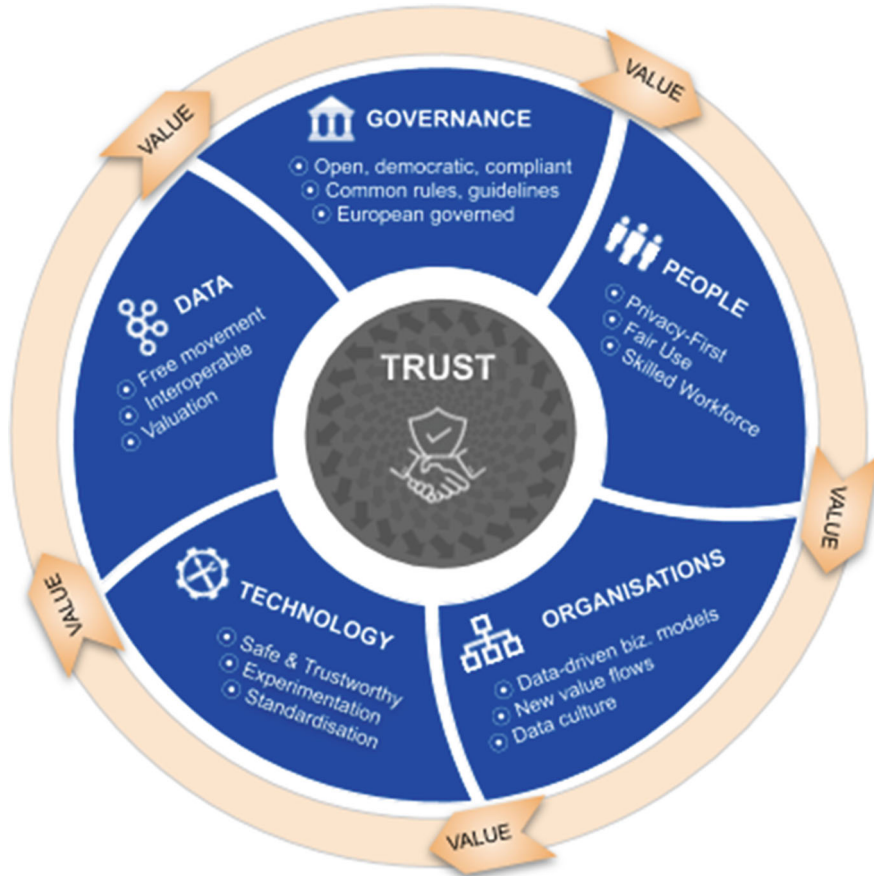 VALUE
VALUE
GOVERNANCE
Open, democratic, compliant
Common rules, guidelines
European governed
PEOPLE
Privacy-First
Fair Use
Skilled Workforce
DATA
Free movement
Interoperable
Valuation
TRUST
VALUE
ORGANISATIONS
Data-driven biz. models
New value flows
Data culture
TECHNOLOGY
Safe & Trustworthy
Experimentation
Standardisation
VALUE
VALUE